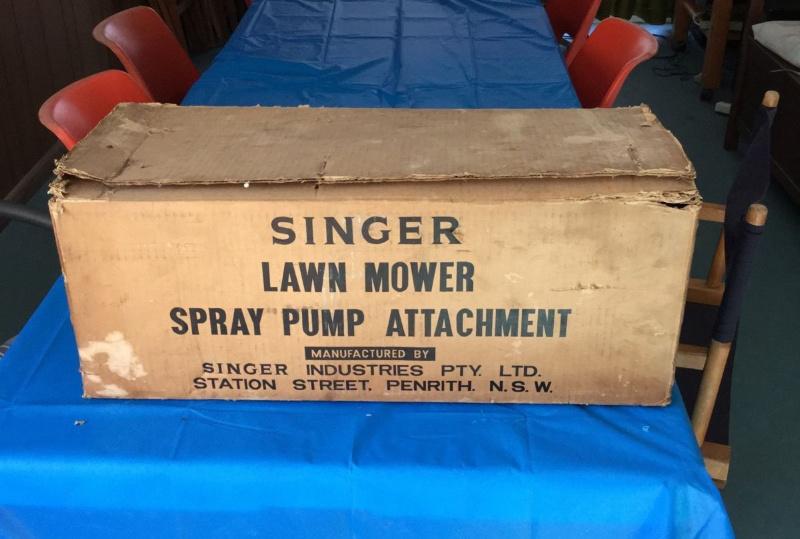 SINGER
LAWN MOWER
SPRAY PUMP ATTACHMENT
MANUFACTURED BY
SINGER INDUSTRIES PTY. LTD.
STATION STREET. PENRITH. N.S.W.